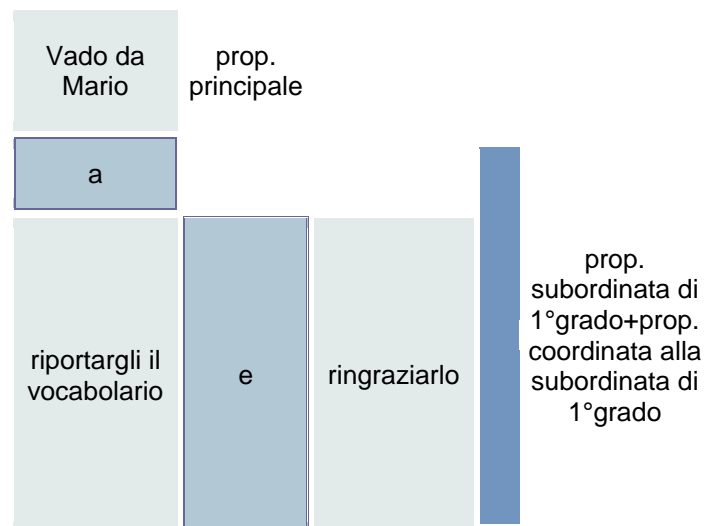 Vado da
Mario
prop.
principale
a
riportargli il
vocabolario
e
ringraziarlo
prop.
subordinata di
1°grado+prop.
coordinata alla
subordinata di
1°grado